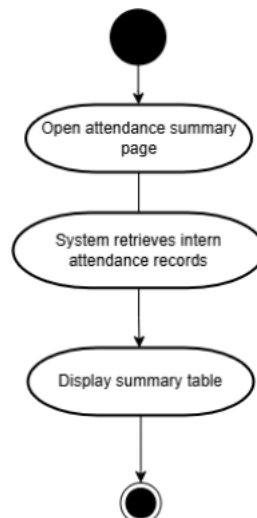 Open attendance summary
page
System retrieves intern
attendance records
Display summary table